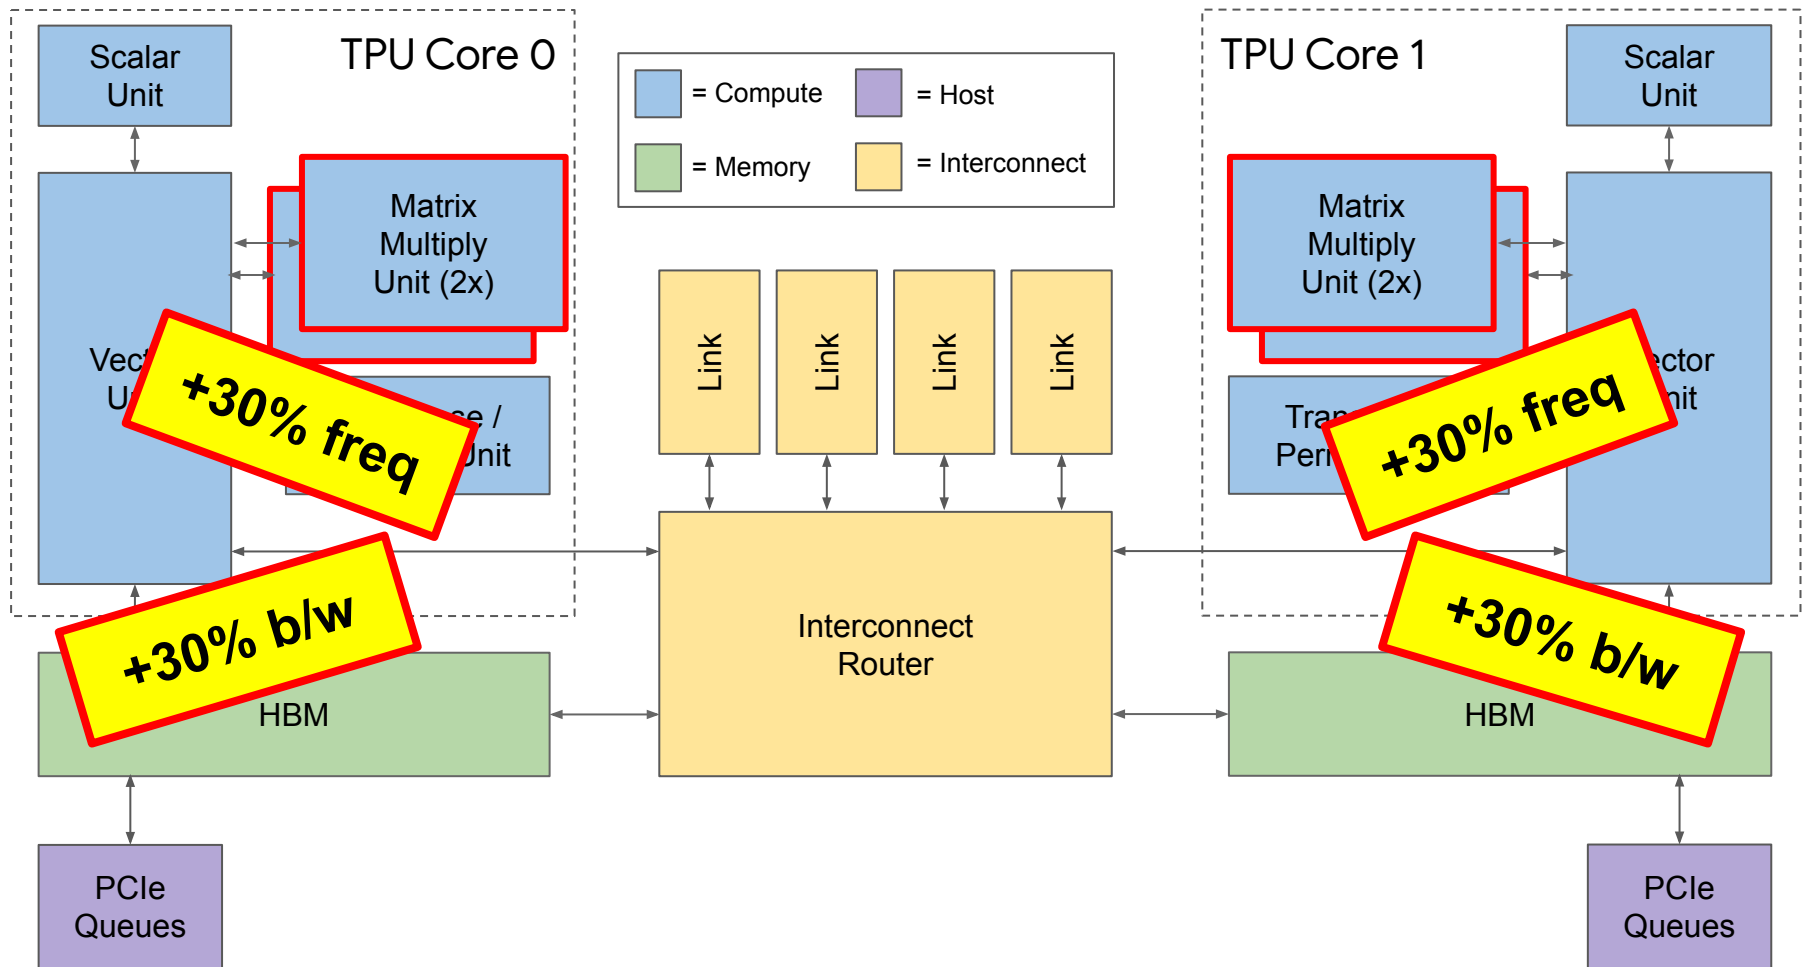 Scalar
Unit
TPU Core 0
= Compute
= Host
= Memory
= Interconnect
TPU Core 1
Scalar
Unit
Matrix
Multiply
Unit (2x)
Matrix
Multiply
Unit (2x)
Link
Link
Link
Link
+30% freq
/
+30% freq
+30% b/w
Interconnect
Router
+30% b/w
HBM
HBM
PCIe
Queues
PCIe
Queues